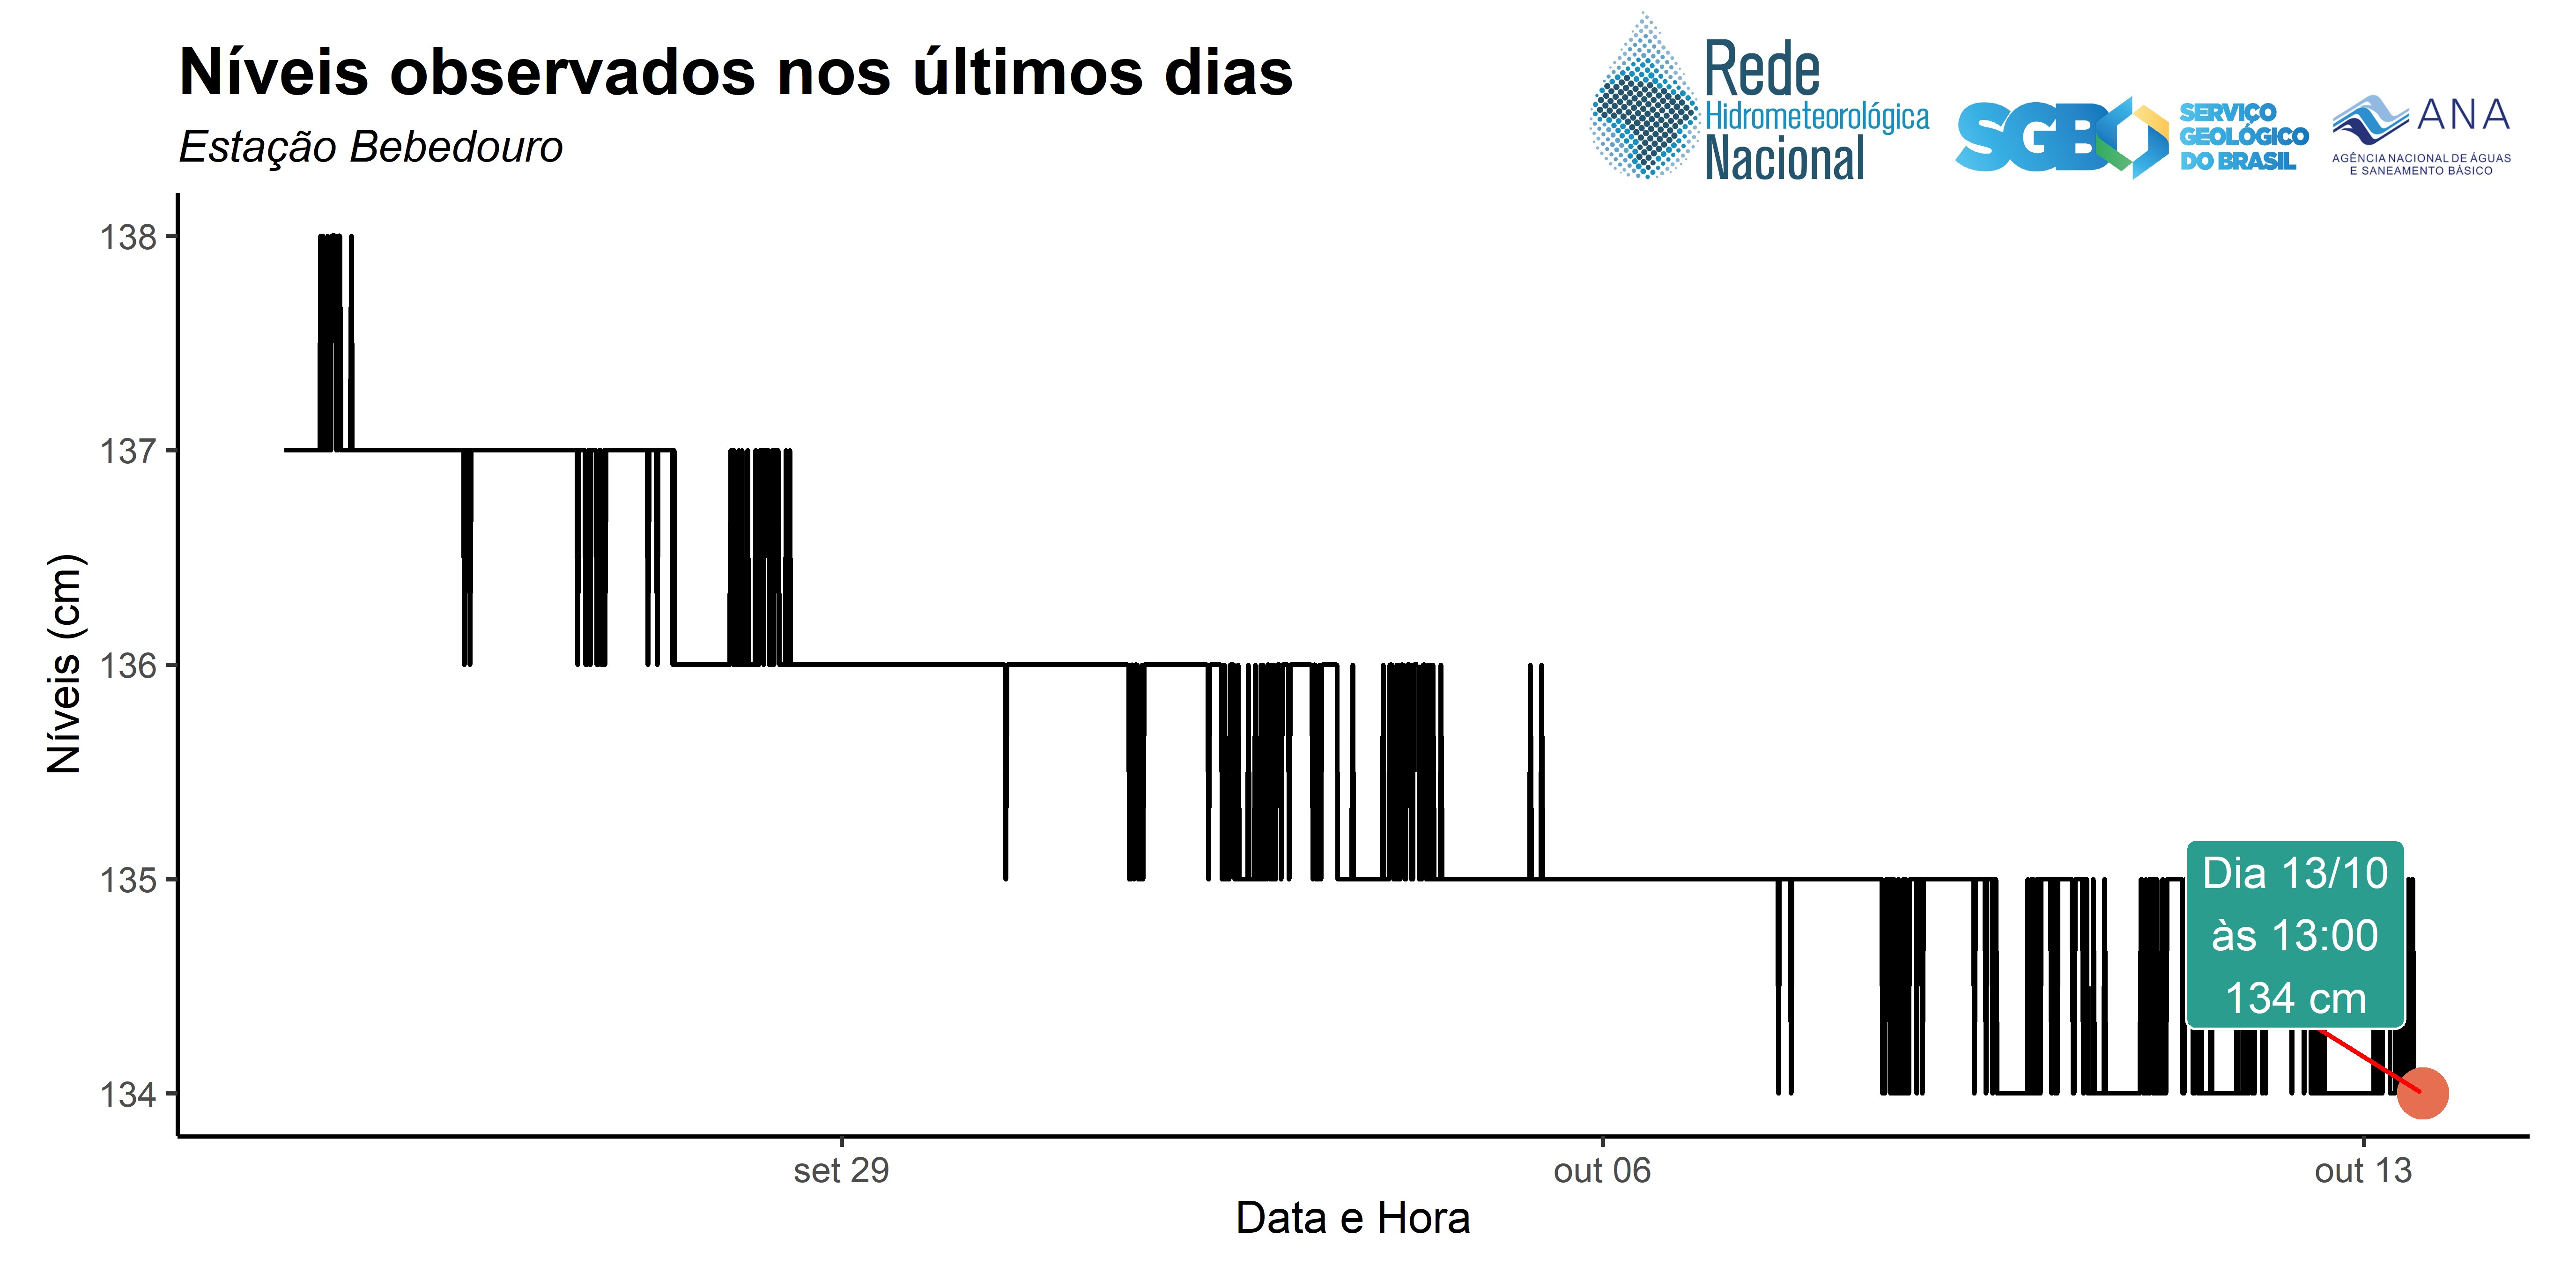 Níveis observados nos últimos dias
Estação Bebedouro
Rede
Hidrometeorológica
Nacional
SGB
SERVIÇO
GEOLÓGICO
DO BRASIL
ANA
AGÊNCIA NACIONAL DE ÁGUAS
E SANEAMENTO BÁSICO
138
137
136
135
134
Níveis (cm)
Dia 13/10
às 13:00
134 cm
set 29
out 06
out 13
Data e Hora